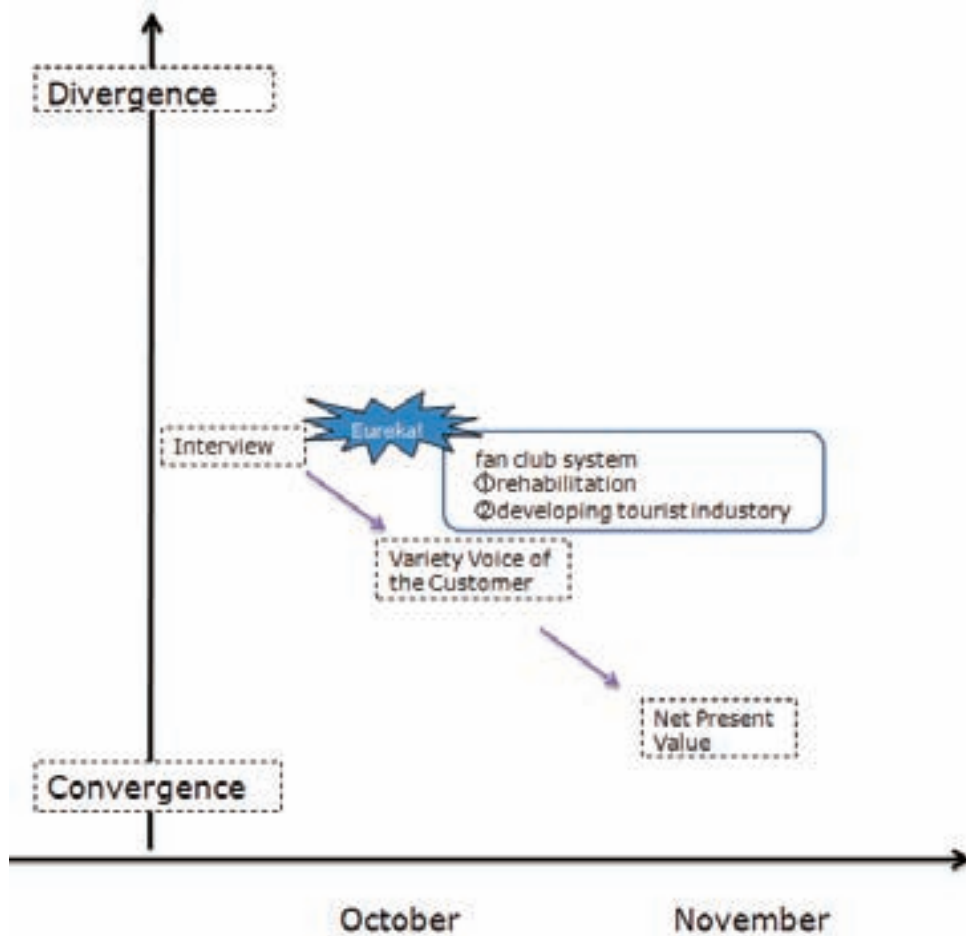 Divergence
Eureka!
Interview
fan club system
①rehabilitation
②developing tourist industory
Variety Voice of
the Customer
Net Present
Value
Convergence
October
November